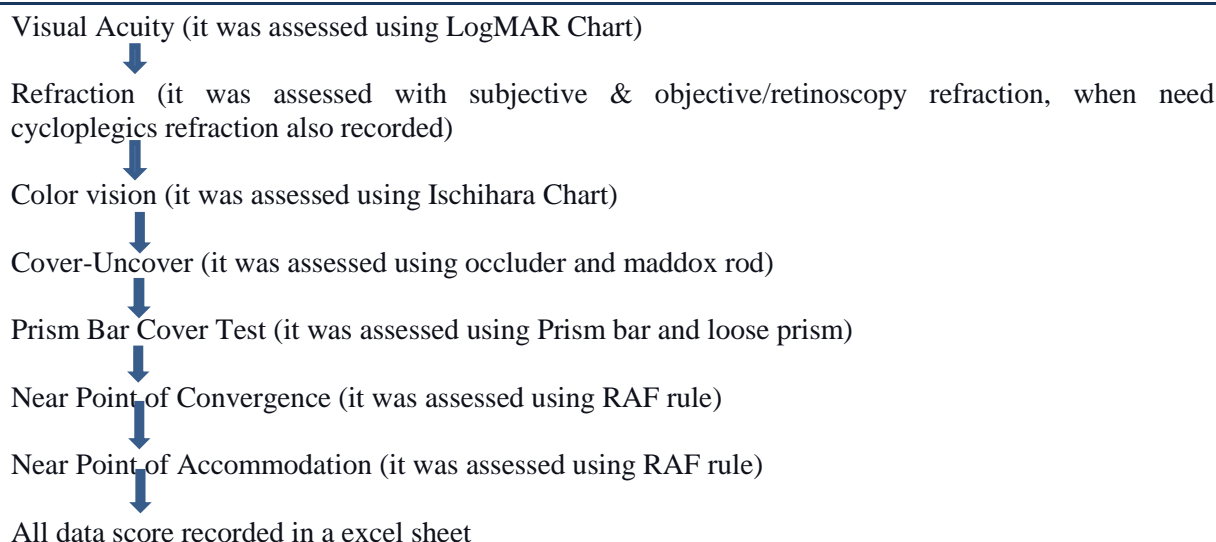 Visual Acuity (it was assessed using LogMAR Chart)
Refraction (it was assessed with subjective & objective/retinoscopy refraction, when need
cycloplegics refraction also recorded)
Color vision (it was assessed using Ischihara Chart)
Cover-Uncover (it was assessed using occluder and maddox rod)
Prism Bar Cover Test (it was assessed using Prism bar and loose prism)
Near Point of Convergence (it was assessed using RAF rule)
Near Point of Accommodation (it was assessed using RAF rule)
All data score recorded in a excel sheet